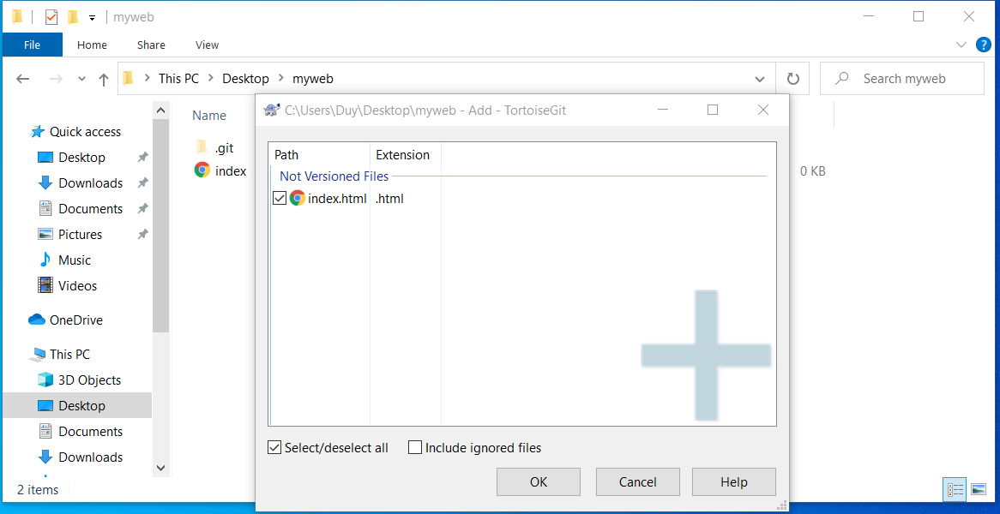 myweb
File Home Share View
This PC Desktop myweb
Search myweb
Name
C:\Users\Duy\Desktop\myweb - Add - TortoiseGit
Quick access
Desktop
Downloads
Documents
Pictures
Music
Videos
OneDrive
This PC
3D Objects
Desktop
Documents
Downloads
.git
index
0 KB
Path Extension
Not Versioned Files
index.html .html
Select/deselect all Include ignored files
OK Cancel Help
2 items